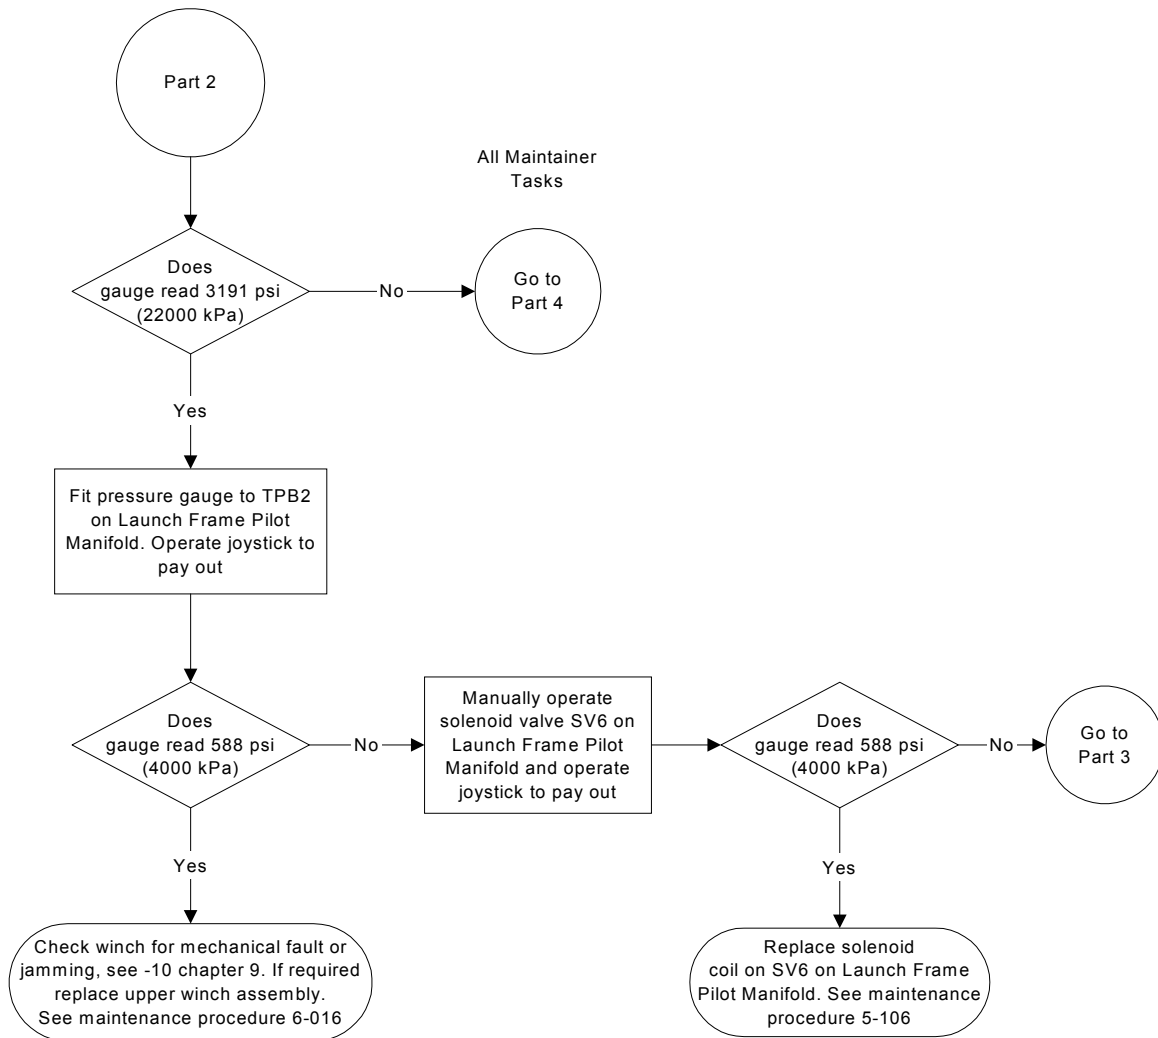 Part 2
All Maintainer
Tasks
Does
gauge read 3191 psi
(22000 kPa)
No
Go to
Part 4
Yes
Fit pressure gauge to TPB2
on Launch Frame Pilot
Manifold. Operate joystick to
pay out
Does
gauge read 588 psi
(4000 kPa)
No
Manually operate
solenoid valve SV6 on
Launch Frame Pilot
Manifold and operate
joystick to pay out
Does
gauge read 588 psi
(4000 kPa)
No
Go to
Part 3
Yes
Yes
Check winch for mechanical fault or
jamming, see -10 chapter 9. If required
replace upper winch assembly.
See maintenance procedure 6-016
Replace solenoid
coil on SV6 on Launch Frame
Pilot Manifold. See maintenance
procedure 5-106